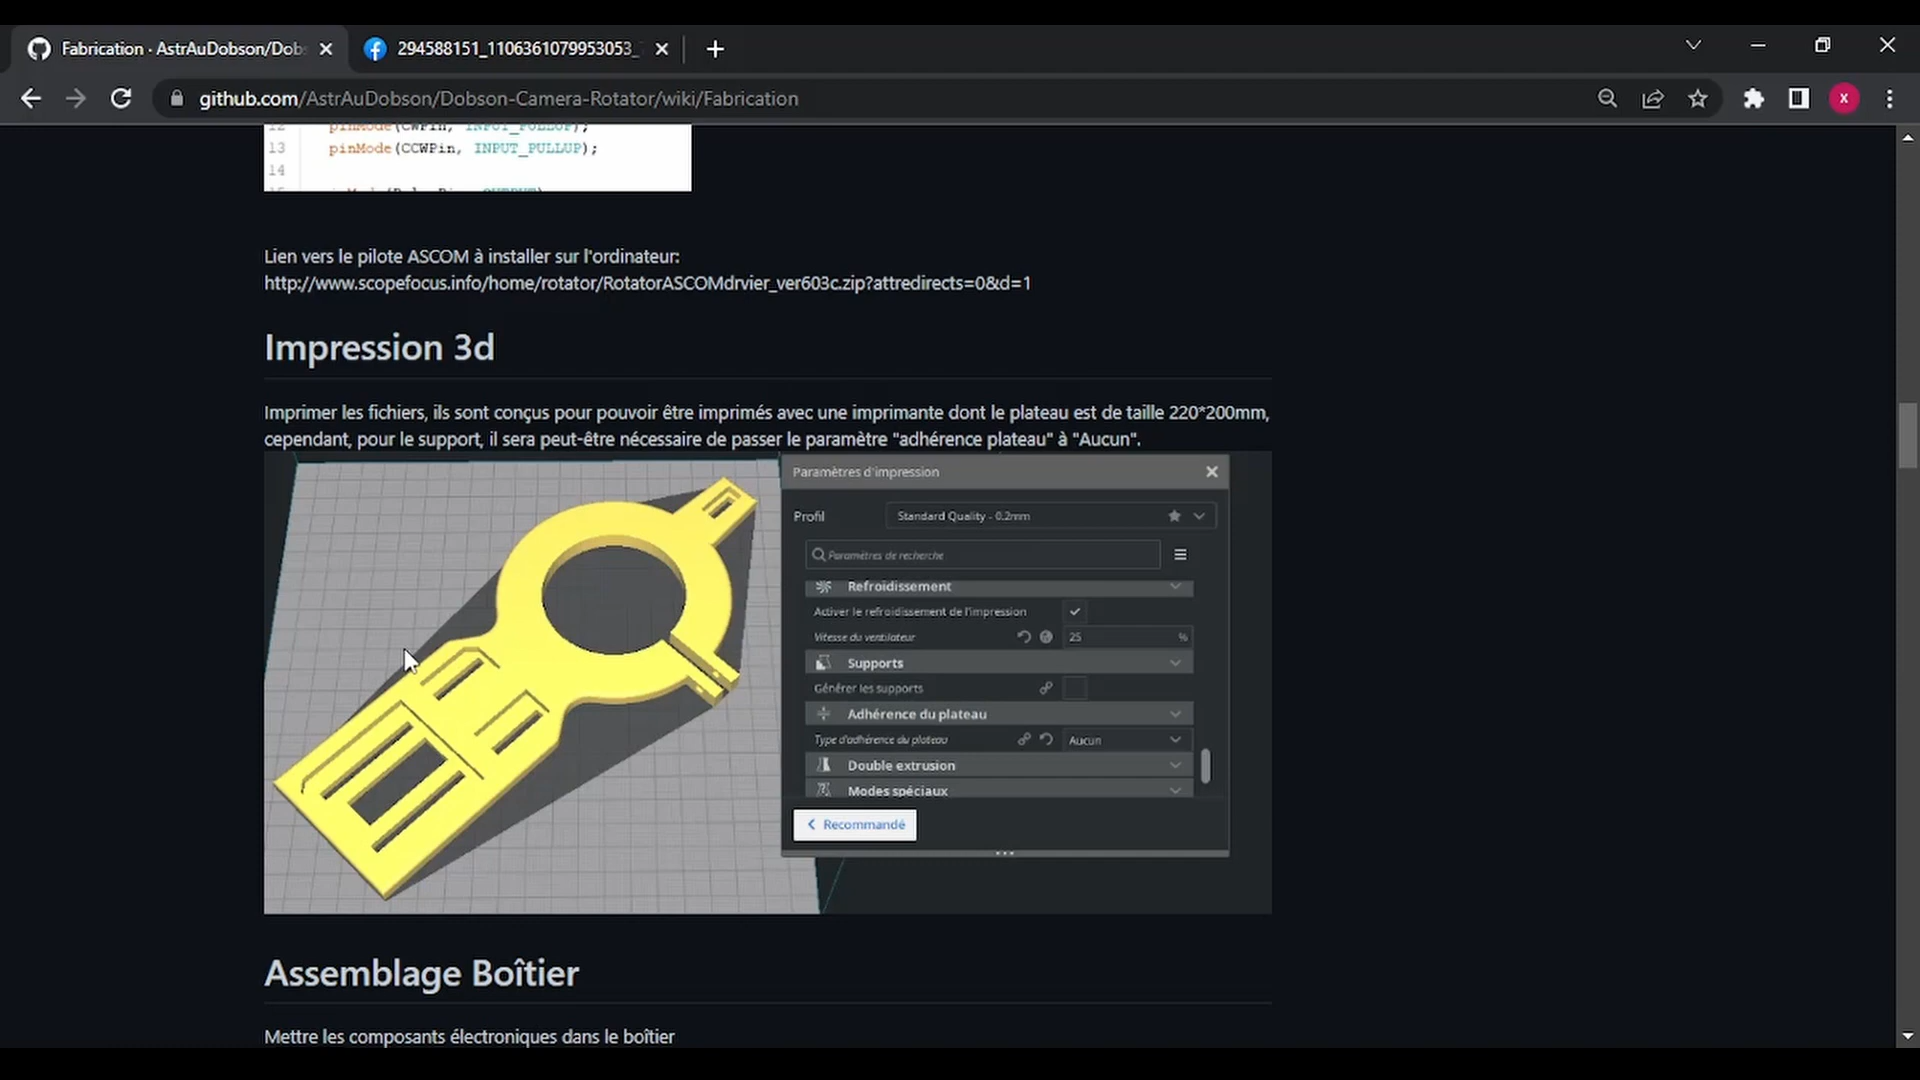 Fabrication · AstrAuDobson/Dob
294588151_1106361079953053_
github.com/AstrAuDobson/Dobson-Camera-Rotator/wiki/Fabrication
X
12 pinMode(CWPin, INPUT_PULLUP);
13 pinMode(CCWPin, INPUT_PULLUP);
14
Lien vers le pilote ASCOM à installer sur l'ordinateur:
http://www.scopefocus.info/home/rotator/RotatorASCOMdrvier_ver603c.zip?attredirects=0&d=1
Impression 3d
Imprimer les fichiers, ils sont conçus pour pouvoir être imprimés avec une imprimante dont le plateau est de taille 220*200mm,
cependant, pour le support, il sera peut-être nécessaire de passer le paramètre "adhérence plateau" à "Aucun".
Paramètres d'impression
Profil Standard Quality - 0.2mm
Paramètres de recherche
Refroidissement
Activer le refroidissement de l'impression
Vitesse du ventilateur 25 %
Supports
Générer les supports
Adhérence du plateau
Type d'adhérence du plateau Aucun
Double extrusion
Modes spéciaux
Recommandé
Assemblage Boîtier
Mettre les composants électroniques dans le boîtier